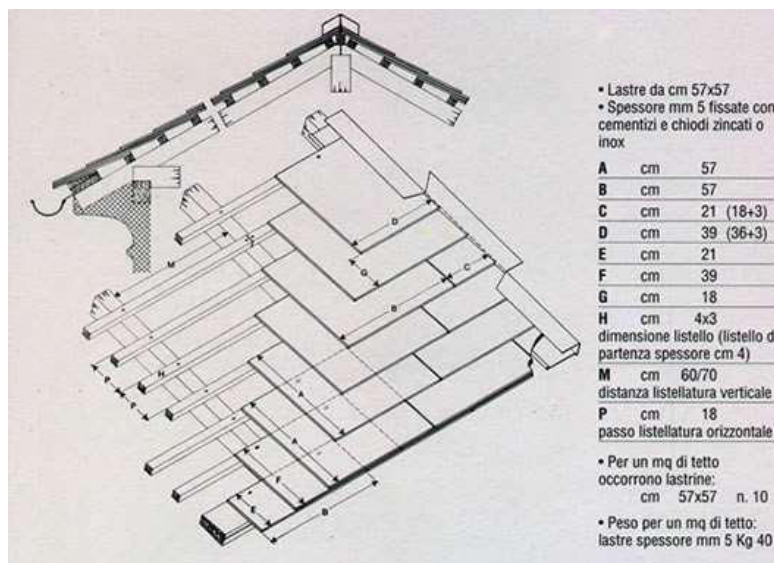 • Lastre da cm 57x57
• Spessore mm 5 fissate con
cementizi e chiodi zincati o
inox
A cm 57
B cm 57
C cm 21 (18+3)
D cm 39 (36+3)
E cm 21
F cm 39
G cm 18
H cm 4x3
dimensione listello (listello d
partenza spessore cm 4)
M cm 60/70
distanza listellatura verticale
P cm 18
passo listellatura orizzontale
• Per un mq di tetto
occorrono lastrine:
cm 57x57 n. 10
• Peso per un mq di tetto:
lastre spessore mm 5 Kg 40
D
G
C
B
M
H
P
P
A
A
F
E
B